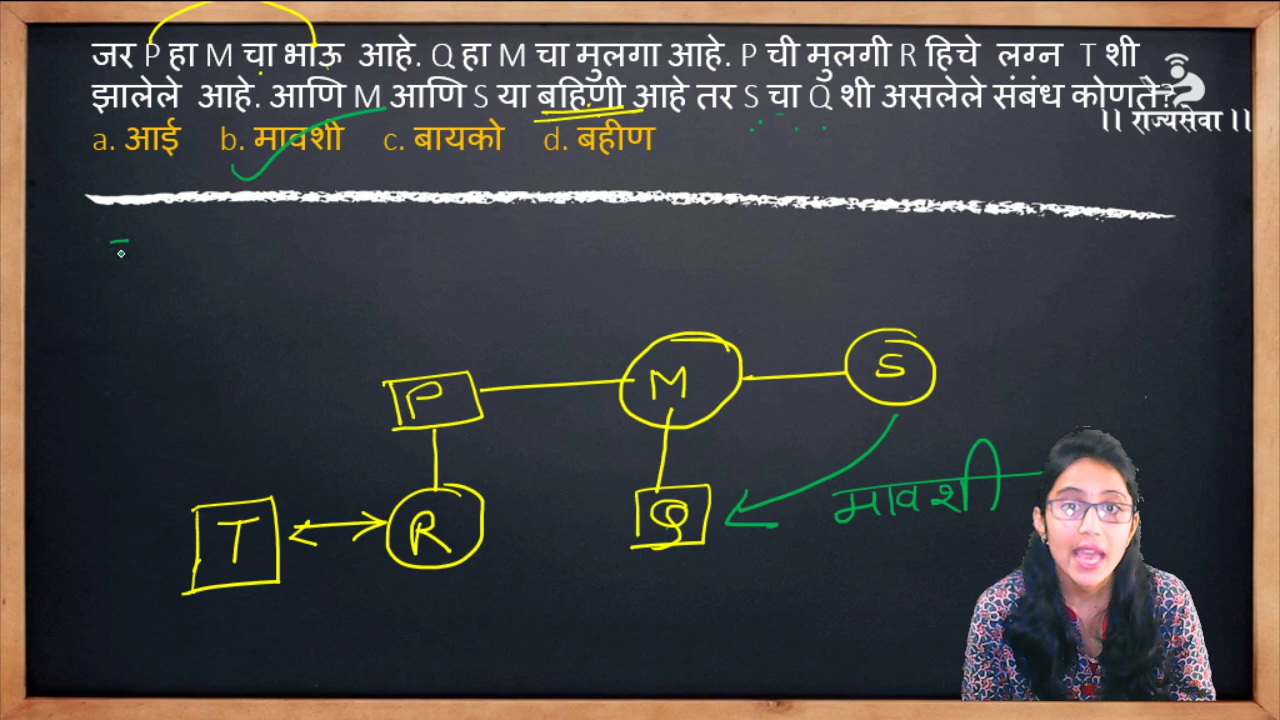 जर P हा M चा भाऊ आहे. Q हा M चा मुलगा आहे. P ची मुलगी R हिचे लग्न T शी
झालेले आहे. आणि M आणि S या बहिणी आहे तर S चा Q शी असलेले संबंध कोणते?
।। राज्यसेवा ।।
a. आई b. मावशी c. बायको d. बहीण
P M S
T R Q मावशी